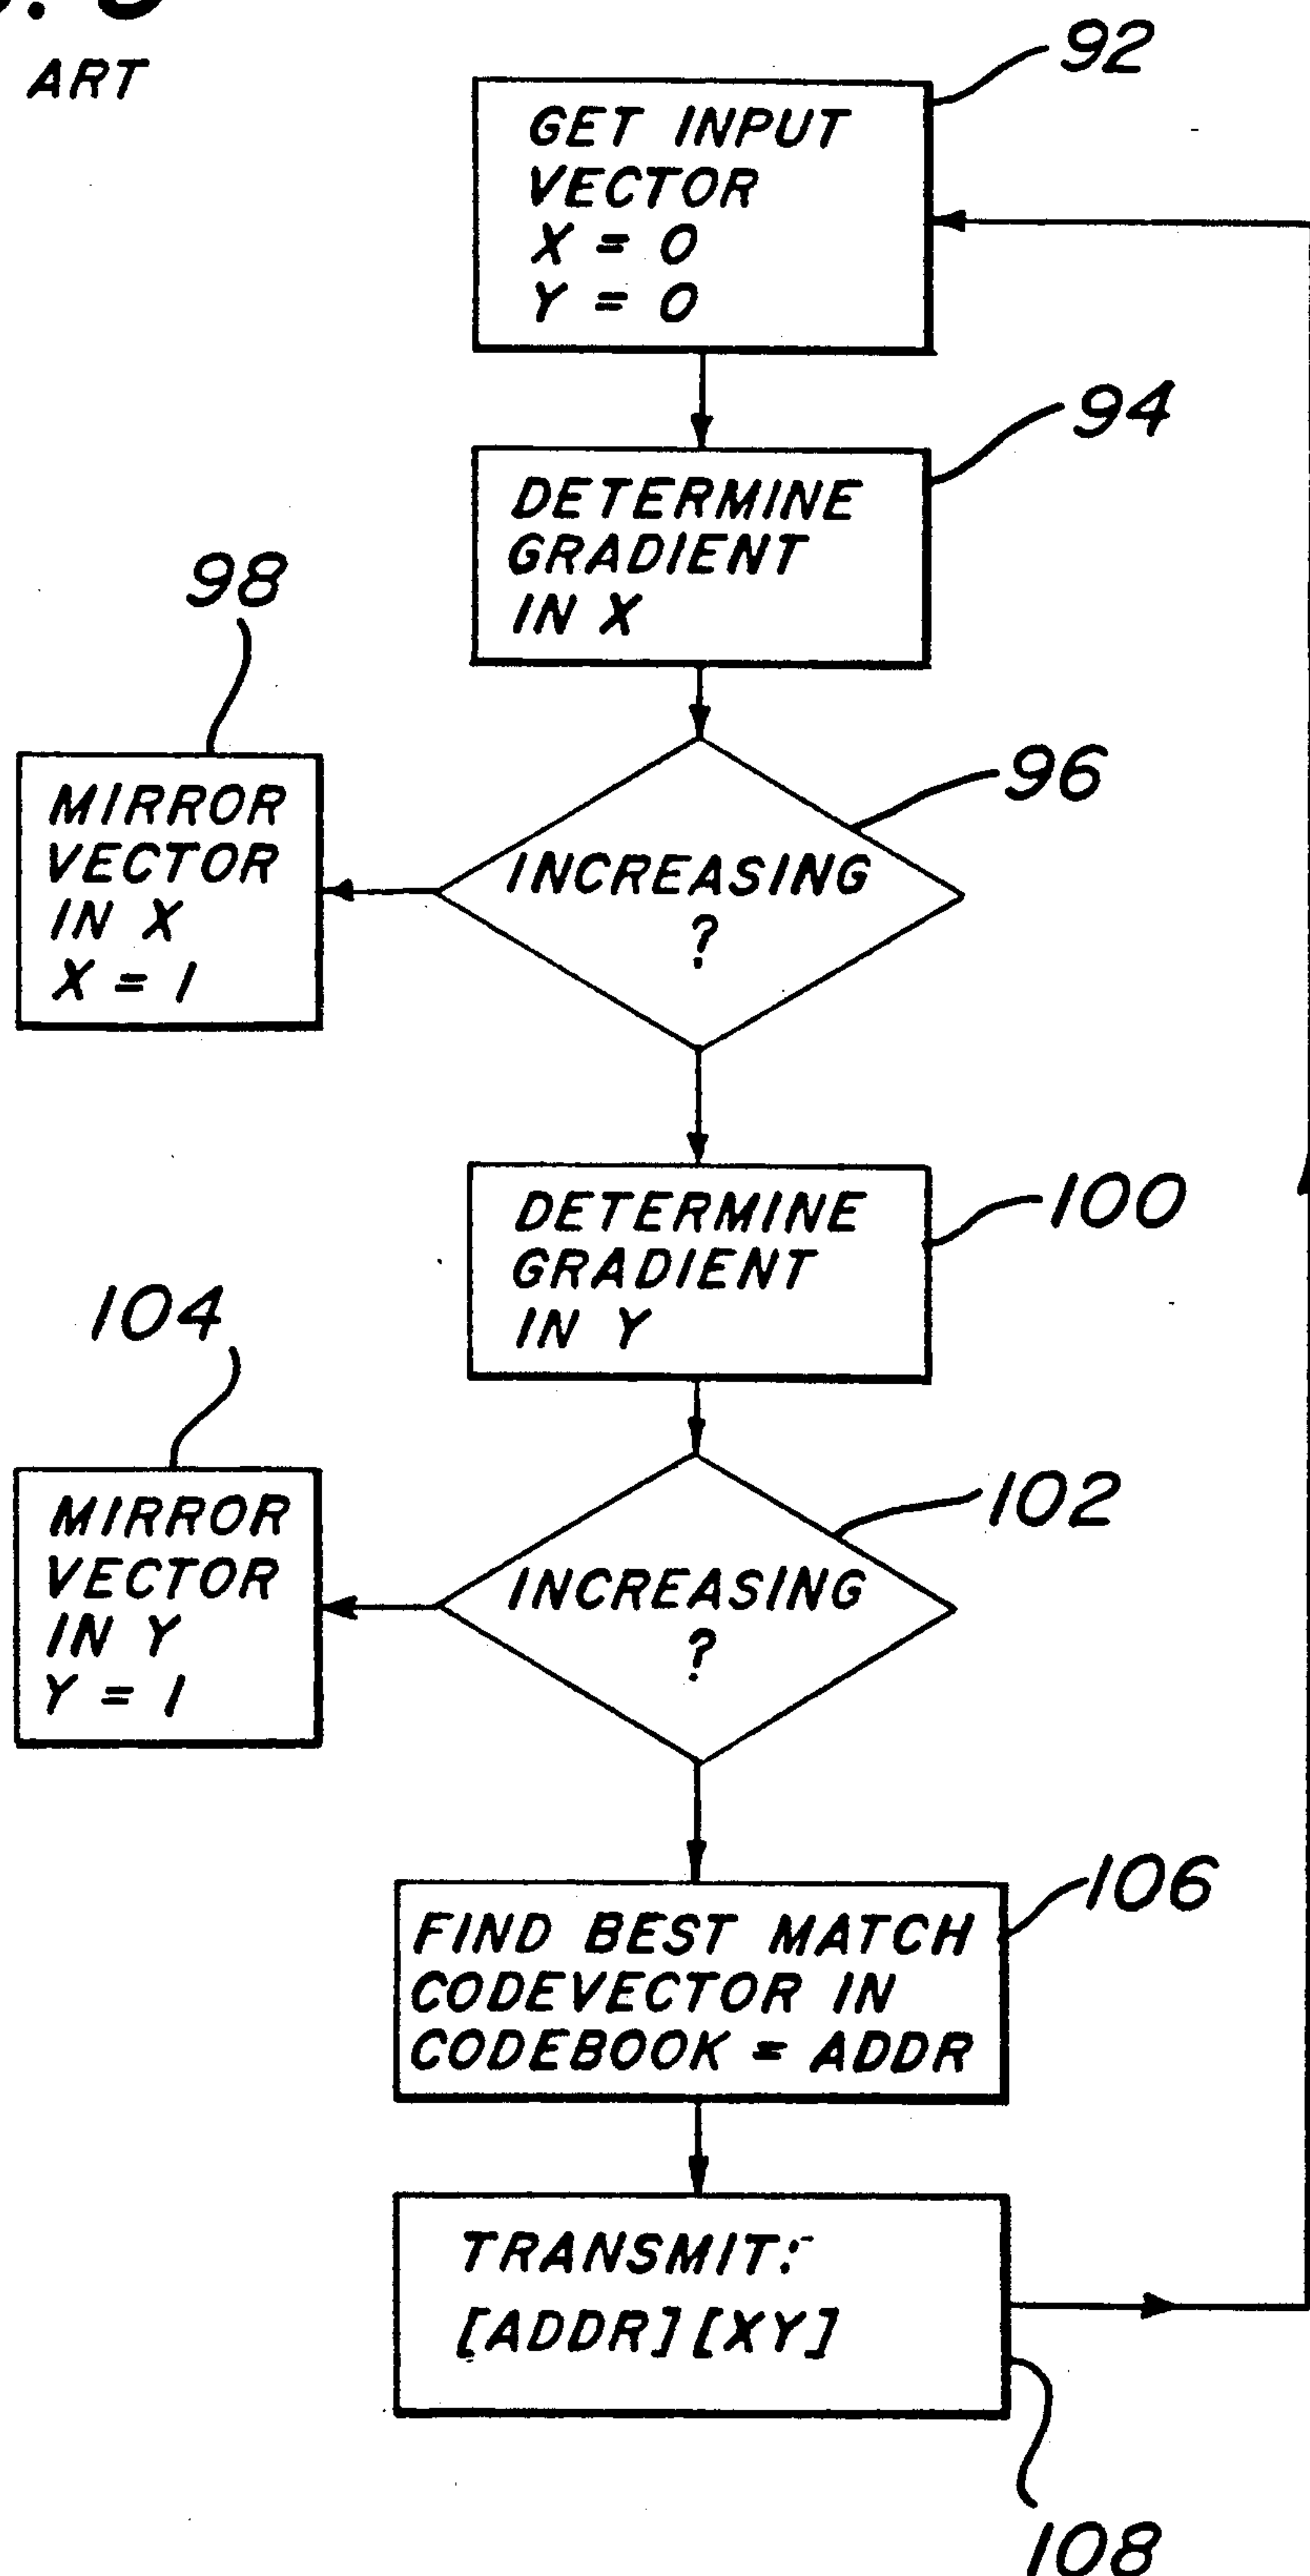 ART
92
GET INPUT
VECTOR
X = 0
Y = 0
94
DETERMINE
GRADIENT
IN X
98
96
MIRROR
VECTOR
IN X
X = 1
INCREASING
?
100
DETERMINE
GRADIENT
IN Y
104
102
MIRROR
VECTOR
IN Y
Y = 1
INCREASING
?
106
FIND BEST MATCH
CODEVECTOR IN
CODEBOOK = ADDR
TRANSMIT:
[ADDR][XY]
108